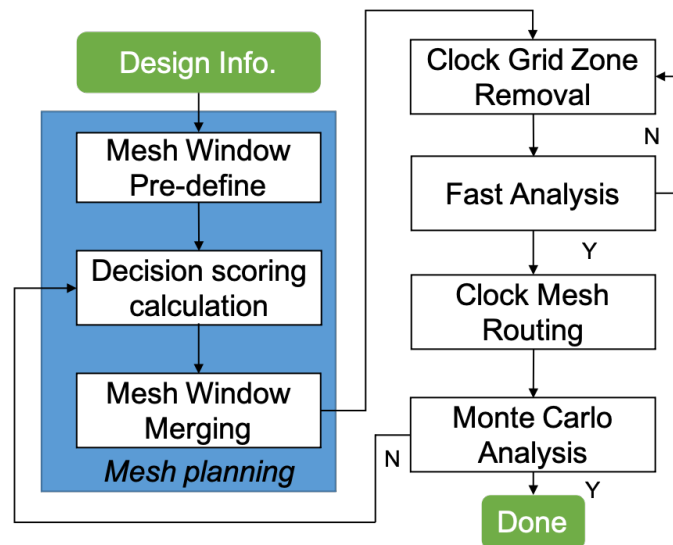 Design Info.
Mesh Window
Pre-define
Decision scoring
calculation
Mesh Window
Merging
Mesh planning
Clock Grid Zone
Removal
N
Fast Analysis
Y
Clock Mesh
Routing
Monte Carlo
Analysis
N
Y
Done